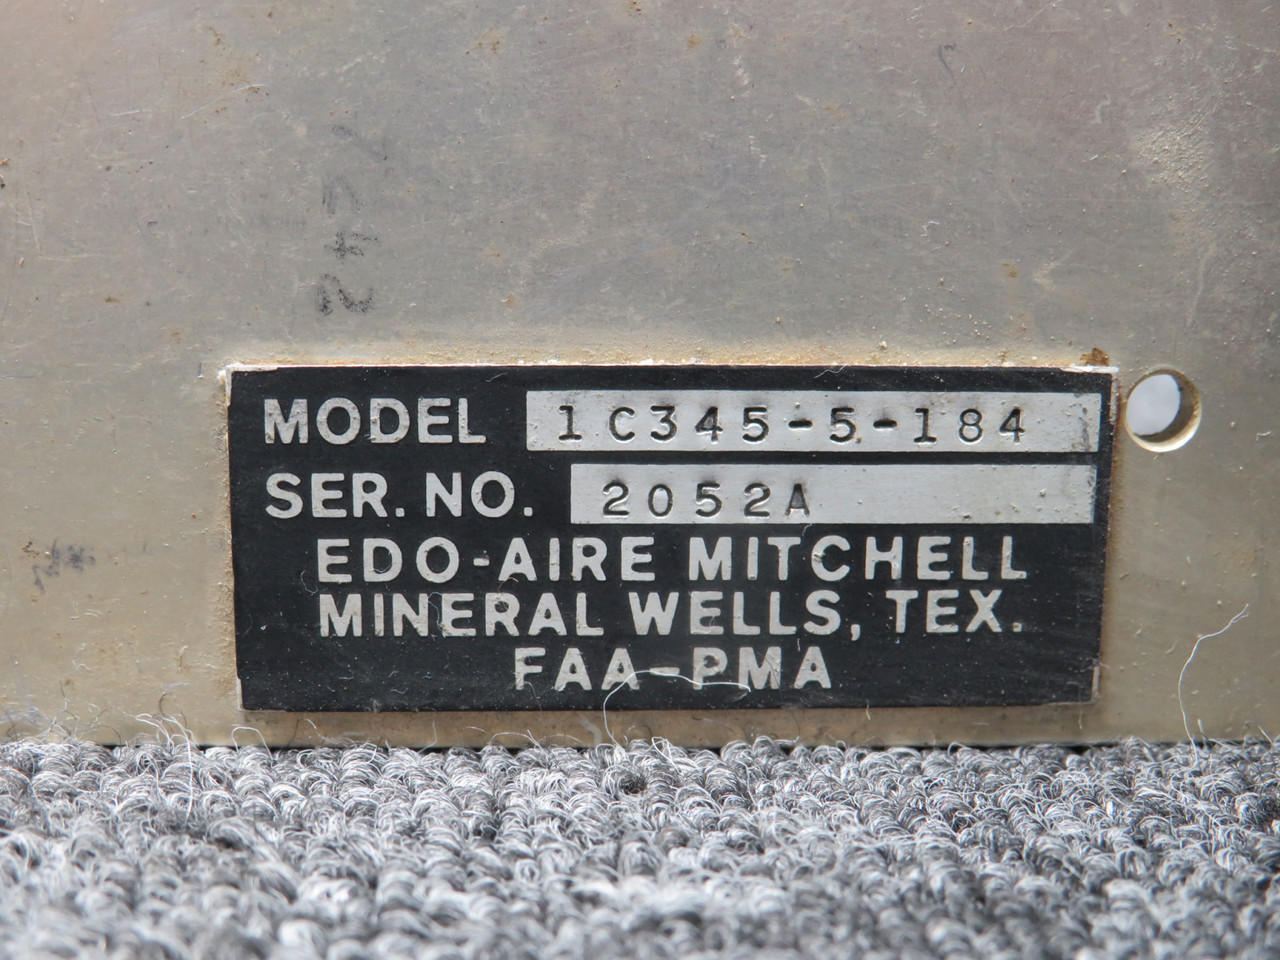 MODEL 1C345-5-184
SER. NO. 2052A
EDO-AIRE MITCHELL
MINERAL WELLS, TEX.
FAA-PMA